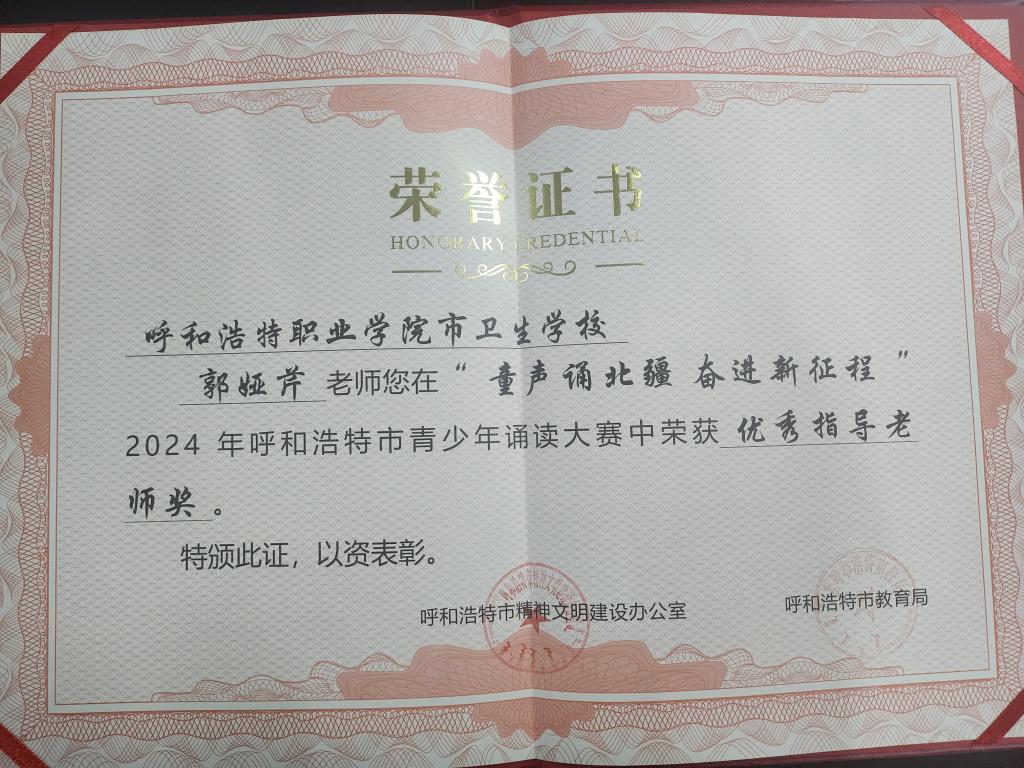 荣誉证书
HONORARY CREDENTIAL
呼和浩特职业学院市卫生学校
郭娅芹 老师您在“童声诵北疆 奋进新征程”
2024 年呼和浩特市青少年诵读大赛中荣获 优秀指导老
师奖。
特颁此证，以资表彰。
呼和浩特市精神文明建设办公室
呼和浩特市教育局